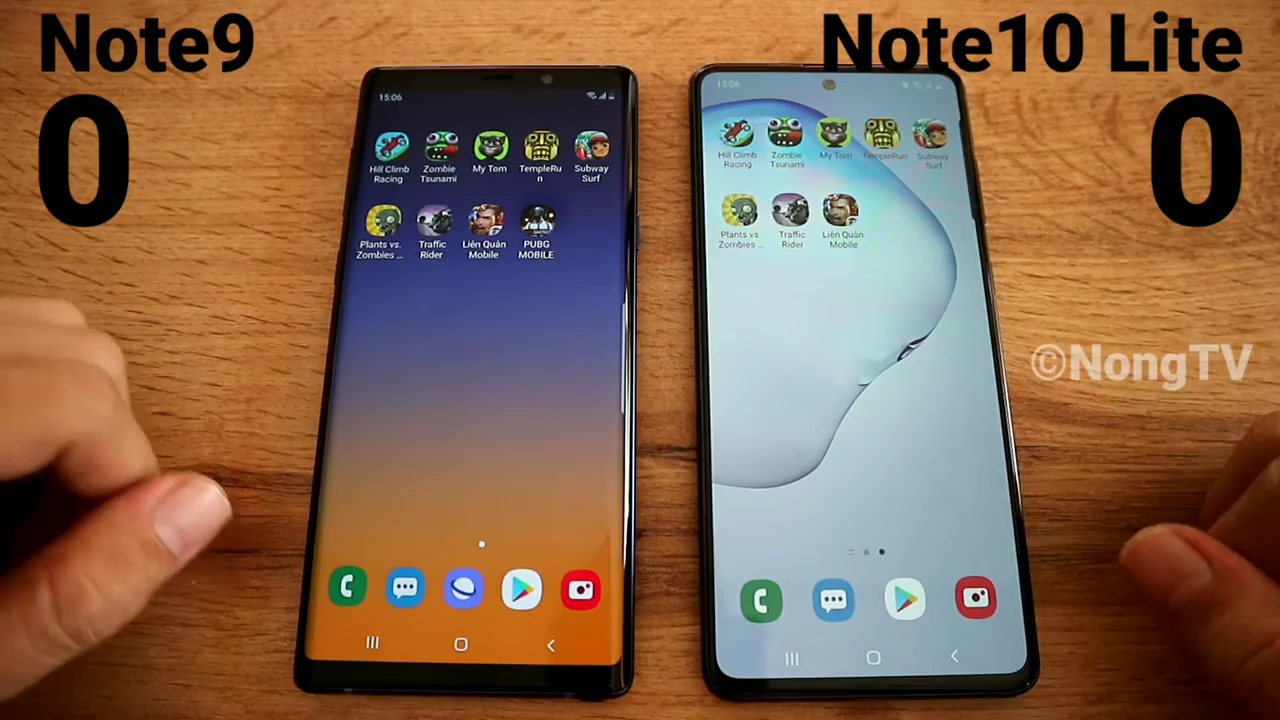 Note9
0
Note10 Lite
0
15:06
Hill Climb
Racing
Zombie
Tsunami
My Tom
TempleRu
n
Subway
Surf
Plants vs.
Zombies ...
Traffic
Rider
Liên Quân
Mobile
PUBG
MOBILE
15:06
Hill Climb
Racing
Zombie
Tsunami
My Tom
TempleRun
Subway
Surf
Plants vs.
Zombies ...
Traffic
Rider
Liên Quân
Mobile
©NongTV